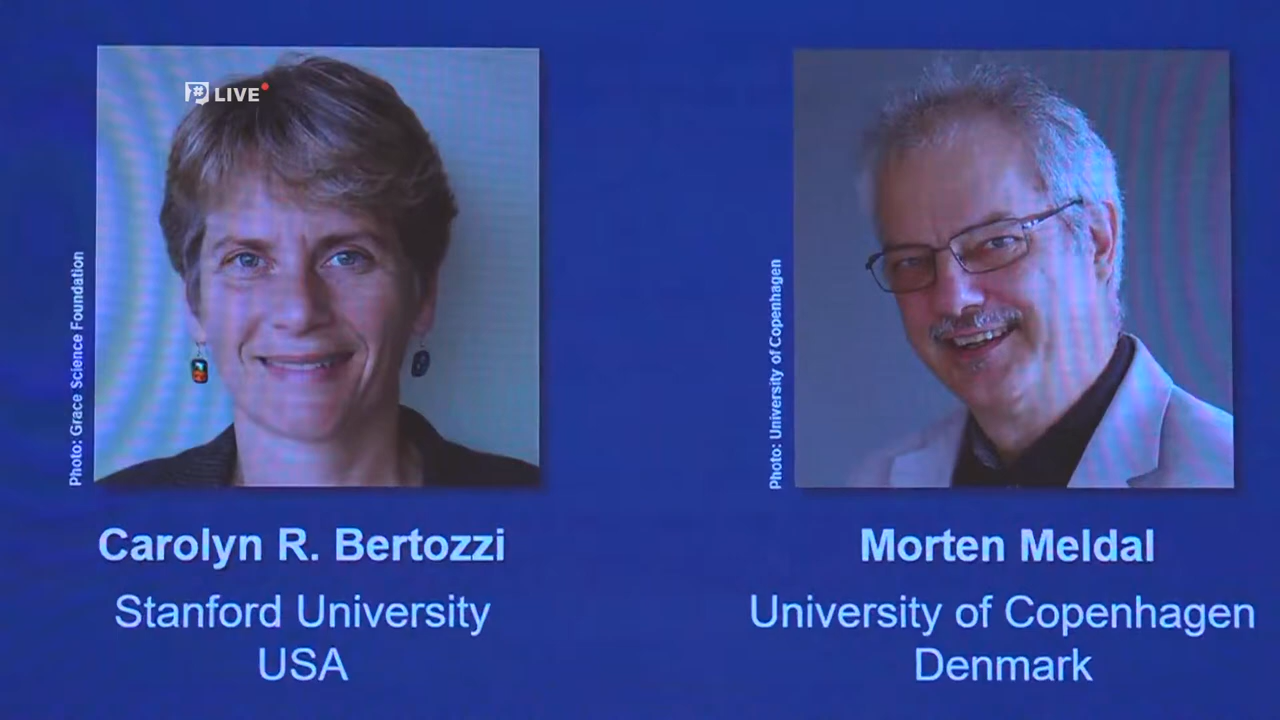 # LIVE
Photo: Grace Science Foundation
Photo: University of Copenhagen
Carolyn R. Bertozzi
Stanford University
USA
Morten Meldal
University of Copenhagen
Denmark